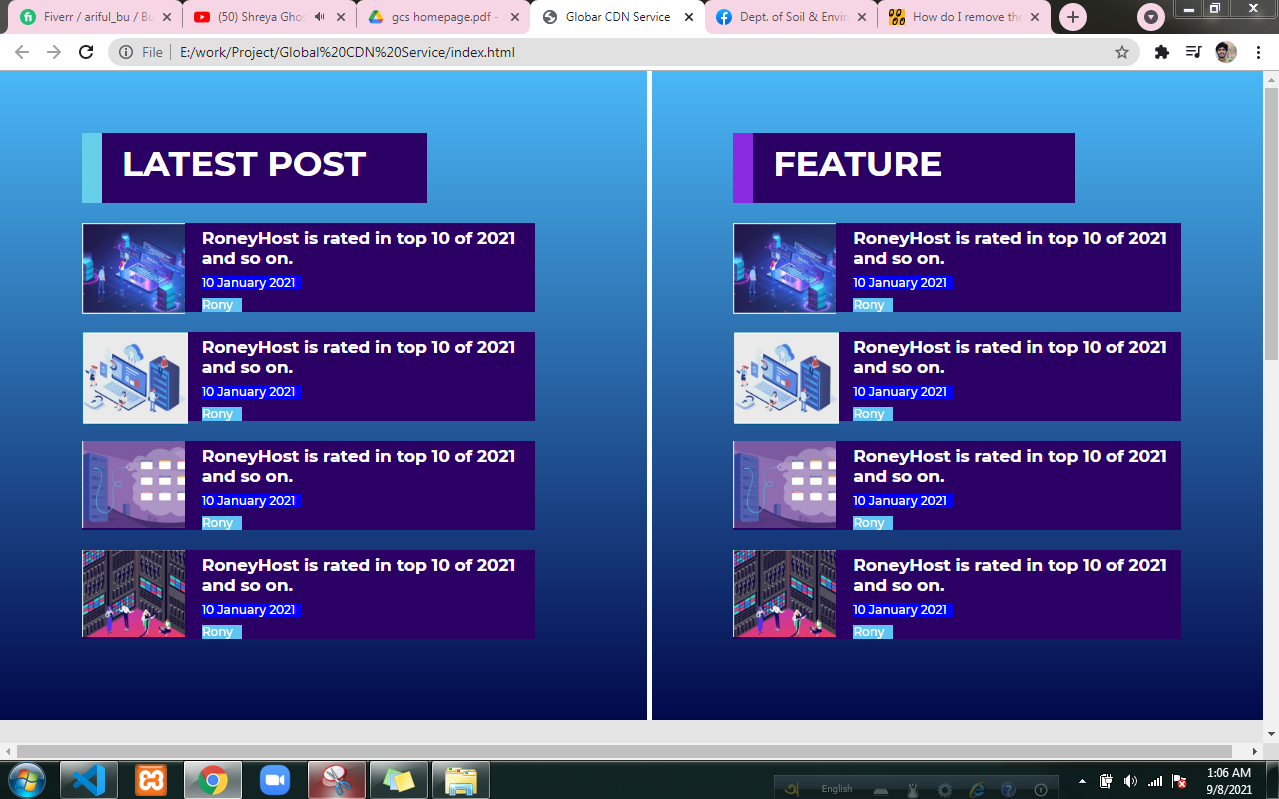 Fiverr / ariful_bu / Bu
(50) Shreya Ghos
gcs homepage.pdf -
Globar CDN Service
Dept. of Soil & Enviro
How do I remove the
File
E:/work/Project/Global%20CDN%20Service/index.html
LATEST POST
RoneyHost is rated in top 10 of 2021
and so on.
10 January 2021
Rony
RoneyHost is rated in top 10 of 2021
and so on.
10 January 2021
Rony
RoneyHost is rated in top 10 of 2021
and so on.
10 January 2021
Rony
RoneyHost is rated in top 10 of 2021
and so on.
10 January 2021
Rony
FEATURE
RoneyHost is rated in top 10 of 2021
and so on.
10 January 2021
Rony
RoneyHost is rated in top 10 of 2021
and so on.
10 January 2021
Rony
RoneyHost is rated in top 10 of 2021
and so on.
10 January 2021
Rony
RoneyHost is rated in top 10 of 2021
and so on.
10 January 2021
Rony
English
1:06 AM
9/8/2021